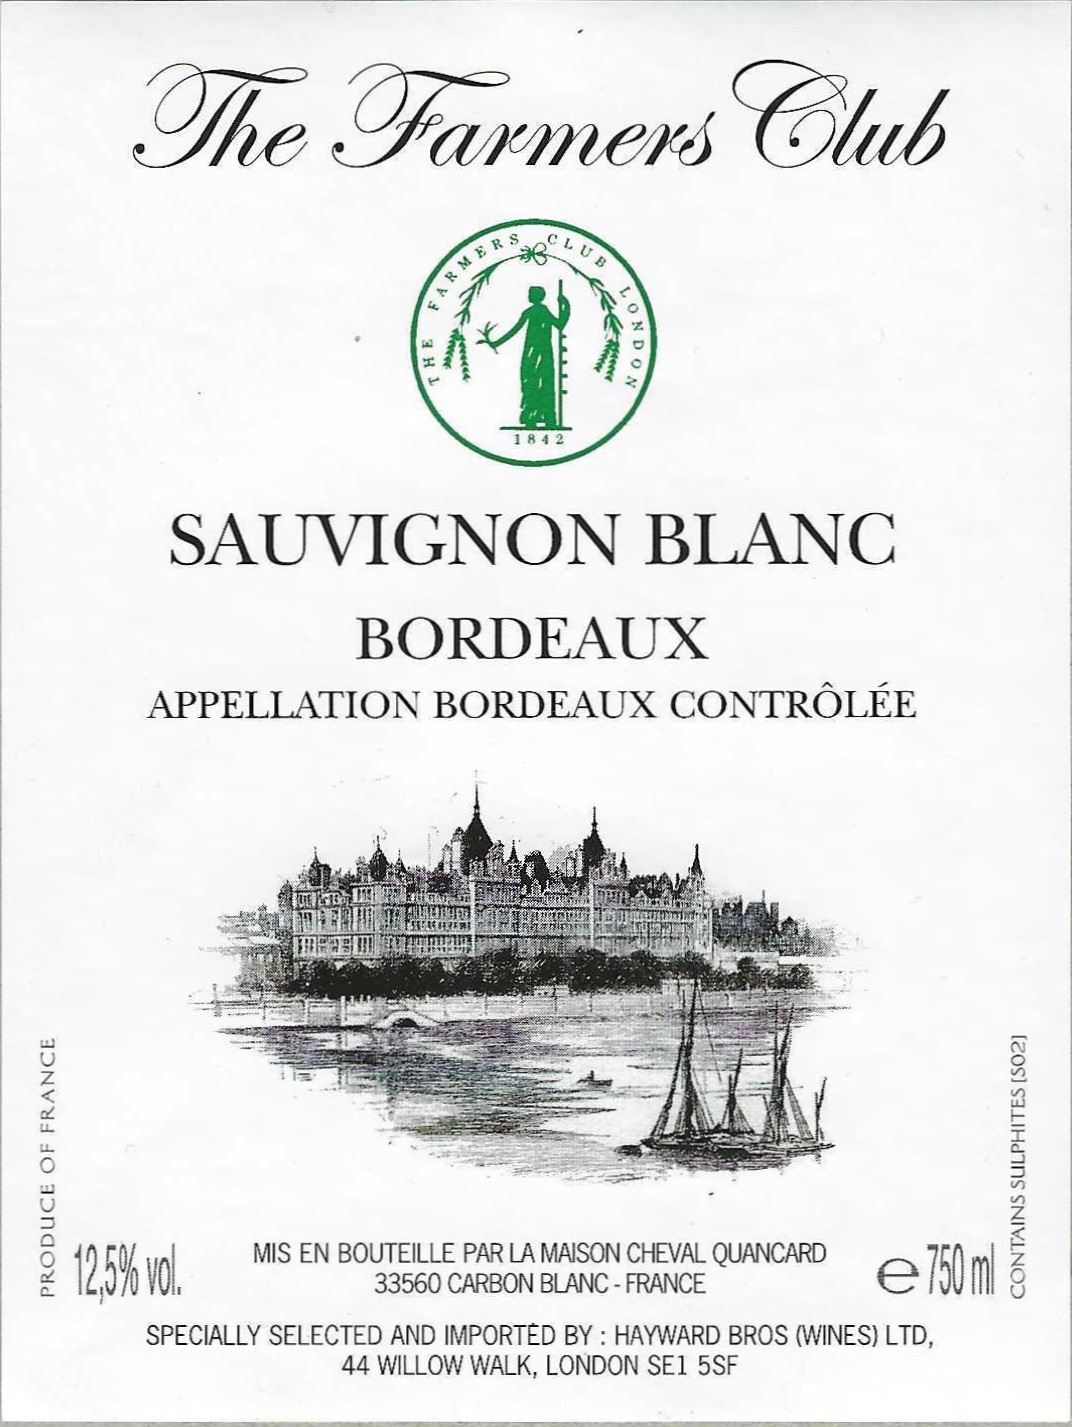 The Farmers Club
THE FARMERS CLUB LONDON
1842
SAUVIGNON BLANC
BORDEAUX
APPELLATION BORDEAUX CONTRÔLÉE
PRODUCE OF FRANCE
12,5% vol.
MIS EN BOUTEILLE PAR LA MAISON CHEVAL QUANCARD
33560 CARBON BLANC - FRANCE
e 750 ml
CONTAINS SULPHITES [SO2]
SPECIALLY SELECTED AND IMPORTED BY : HAYWARD BROS (WINES) LTD,
44 WILLOW WALK, LONDON SE1 5SF